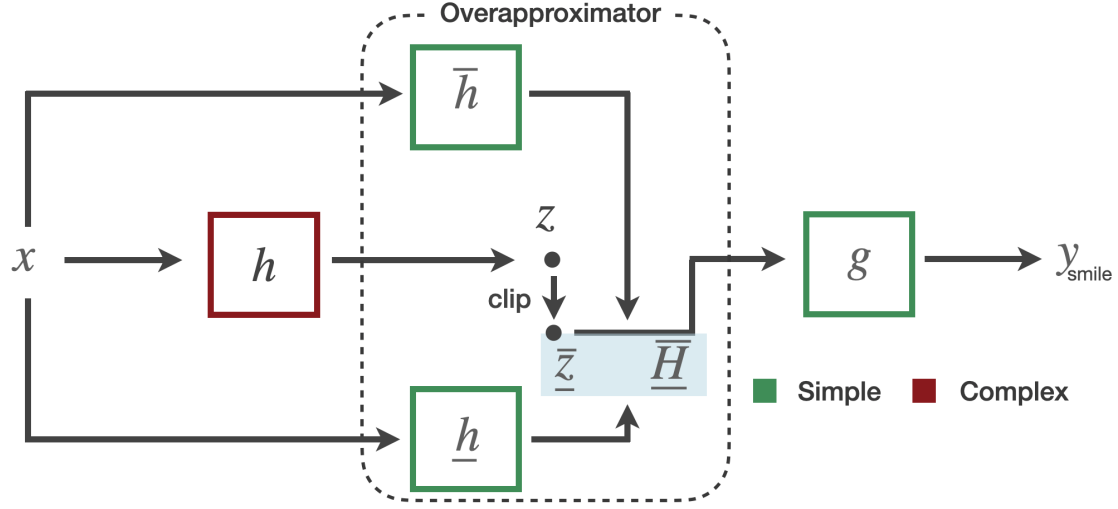 Overapproximator
h̅
z
x
h
clip
g
y_smile
z̲̅
H̲̅
Simple
Complex
h̲